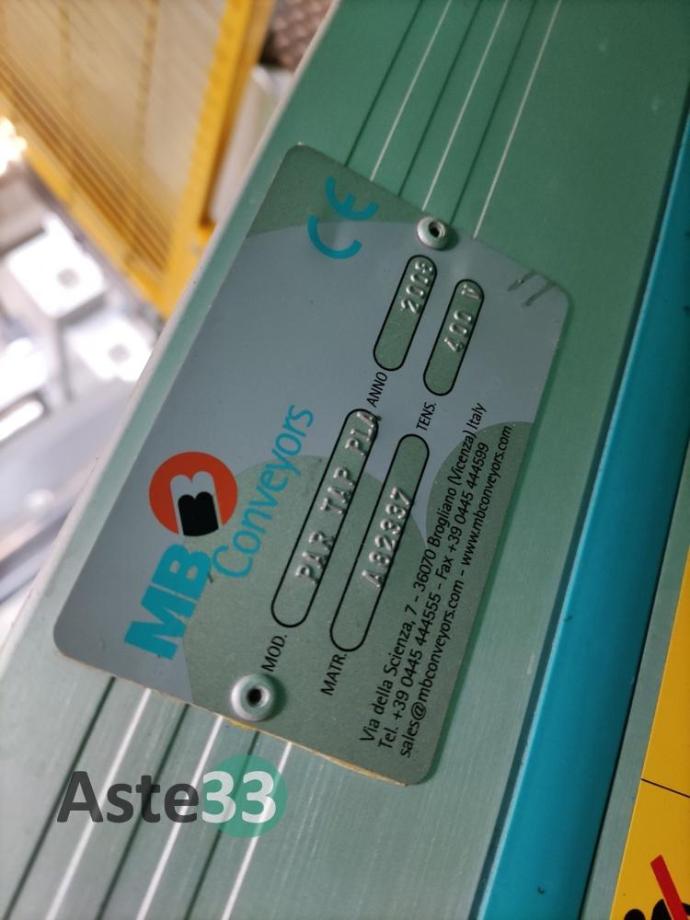 CE
MB
Conveyors
MOD. PAR TAP PLA ANNO 2008
MATR. A82887 TENS. 400 V
Via della Scienza, 7 - 36070 Brogliano (Vicenza) Italy
Tel. +39 0445 444555 - Fax +39 0445 444599
sales@mbconveyors.com - www.mbconveyors.com
Aste33